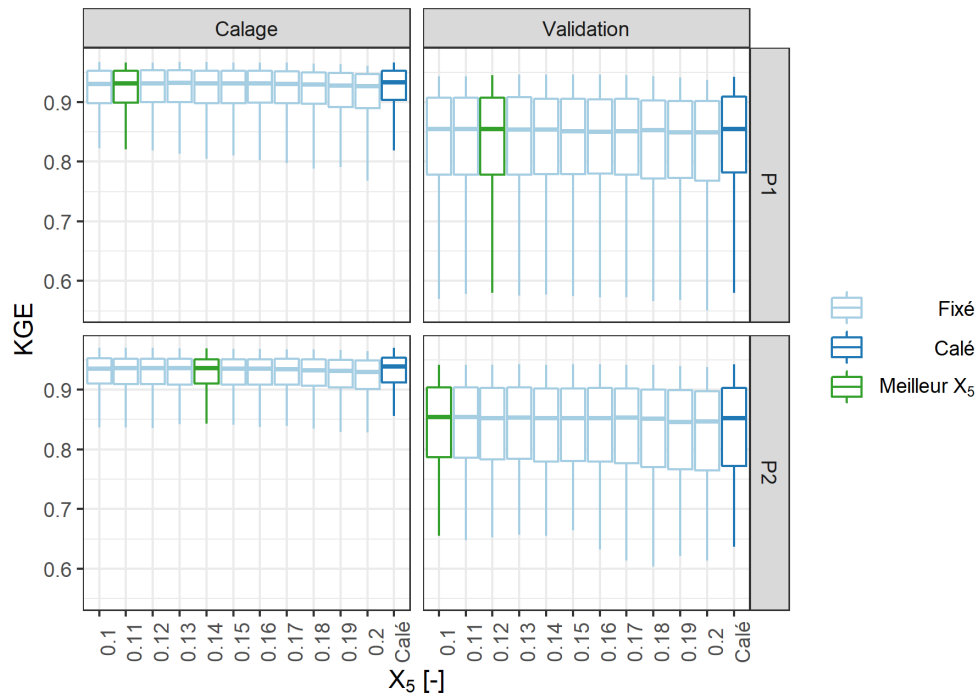 Calage
Validation
0.9
0.8
0.7
0.6
P1
KGE
0.9
0.8
0.7
0.6
P2
Fixé
Calé
Meilleur X₅
0.1
0.11
0.12
0.13
0.14
0.15
0.16
0.17
0.18
0.19
0.2
Calé
0.1
0.11
0.12
0.13
0.14
0.15
0.16
0.17
0.18
0.19
0.2
Calé
X₅ [-]